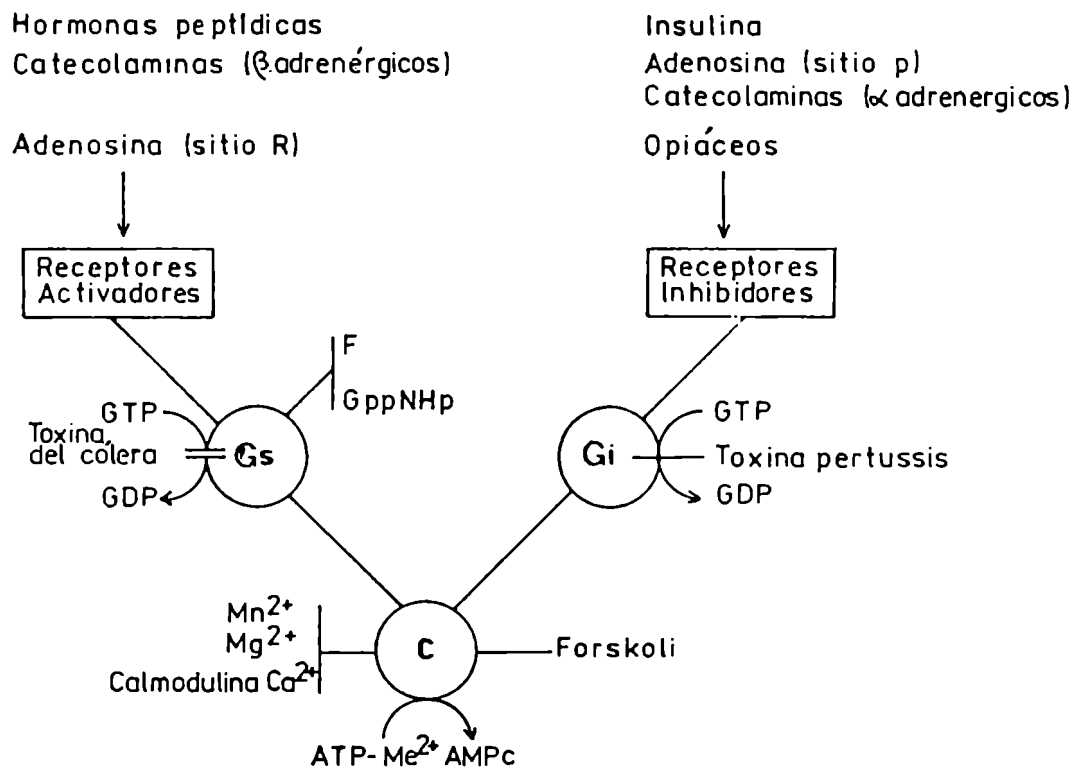 Hormonas peptídicas
Catecolaminas (β adrenérgicos)
Adenosina (sitio R)
Receptores
Activadores
Insulina
Adenosina (sitio p)
Catecolaminas (α adrenergicos)
Opiáceos
Receptores
Inhibidores
F
GppNHp
GTP
Toxina
del cólera
GDP
Gs
Gi
GTP
Toxina pertussis
GDP
Mn²⁺
Mg²⁺
Calmodulina Ca²⁺
C
Forskoli
ATP-Me²⁺ AMPc